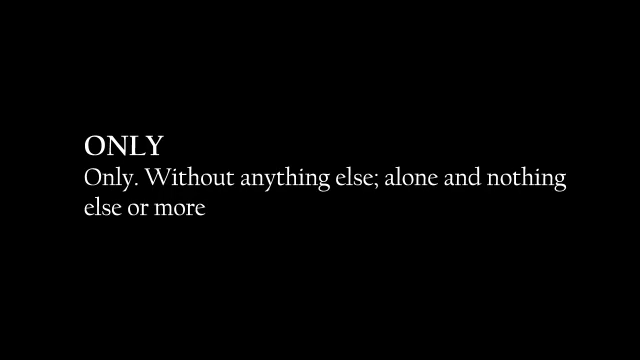 ONLY
Only. Without anything else; alone and nothing
else or more